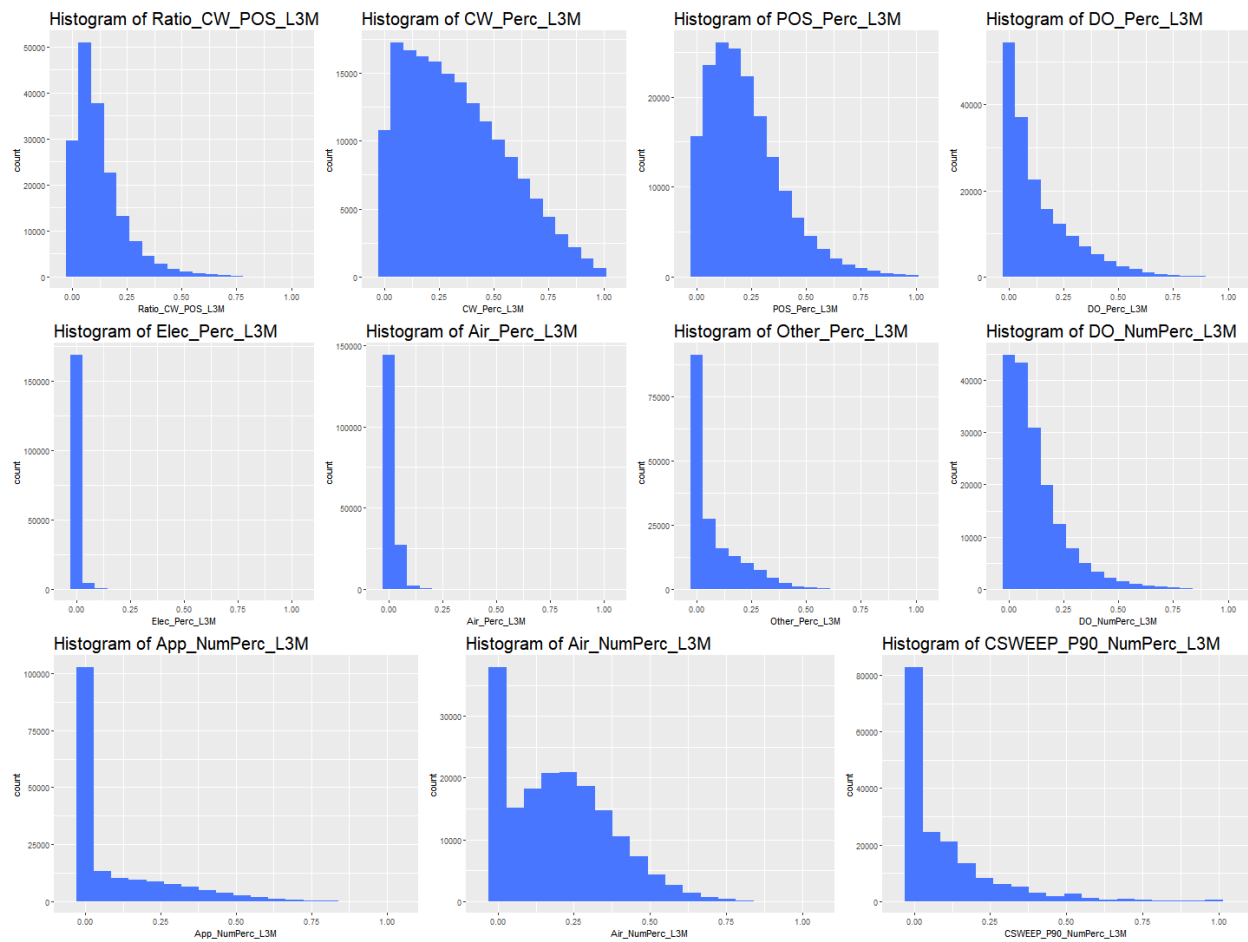 Histogram of Ratio_CW_POS_L3M
50000
40000
30000
20000
10000
0
count
0.00 0.25 0.50 0.75 1.00
Ratio_CW_POS_L3M
Histogram of CW_Perc_L3M
15000
10000
5000
0
count
0.00 0.25 0.50 0.75 1.00
CW_Perc_L3M
Histogram of POS_Perc_L3M
20000
10000
0
count
0.00 0.25 0.50 0.75 1.00
POS_Perc_L3M
Histogram of DO_Perc_L3M
40000
20000
0
count
0.00 0.25 0.50 0.75 1.00
DO_Perc_L3M
Histogram of Elec_Perc_L3M
150000
100000
50000
0
count
0.00 0.25 0.50 0.75 1.00
Elec_Perc_L3M
Histogram of Air_Perc_L3M
150000
100000
50000
0
count
0.00 0.25 0.50 0.75 1.00
Air_Perc_L3M
Histogram of Other_Perc_L3M
75000
50000
25000
0
count
0.00 0.25 0.50 0.75 1.00
Other_Perc_L3M
Histogram of DO_NumPerc_L3M
40000
30000
20000
10000
0
count
0.00 0.25 0.50 0.75 1.00
DO_NumPerc_L3M
Histogram of App_NumPerc_L3M
100000
75000
50000
25000
0
count
0.00 0.25 0.50 0.75 1.00
App_NumPerc_L3M
Histogram of Air_NumPerc_L3M
30000
20000
10000
0
count
0.00 0.25 0.50 0.75 1.00
Air_NumPerc_L3M
Histogram of CSWEEP_P90_NumPerc_L3M
80000
60000
40000
20000
0
count
0.00 0.25 0.50 0.75 1.00
CSWEEP_P90_NumPerc_L3M